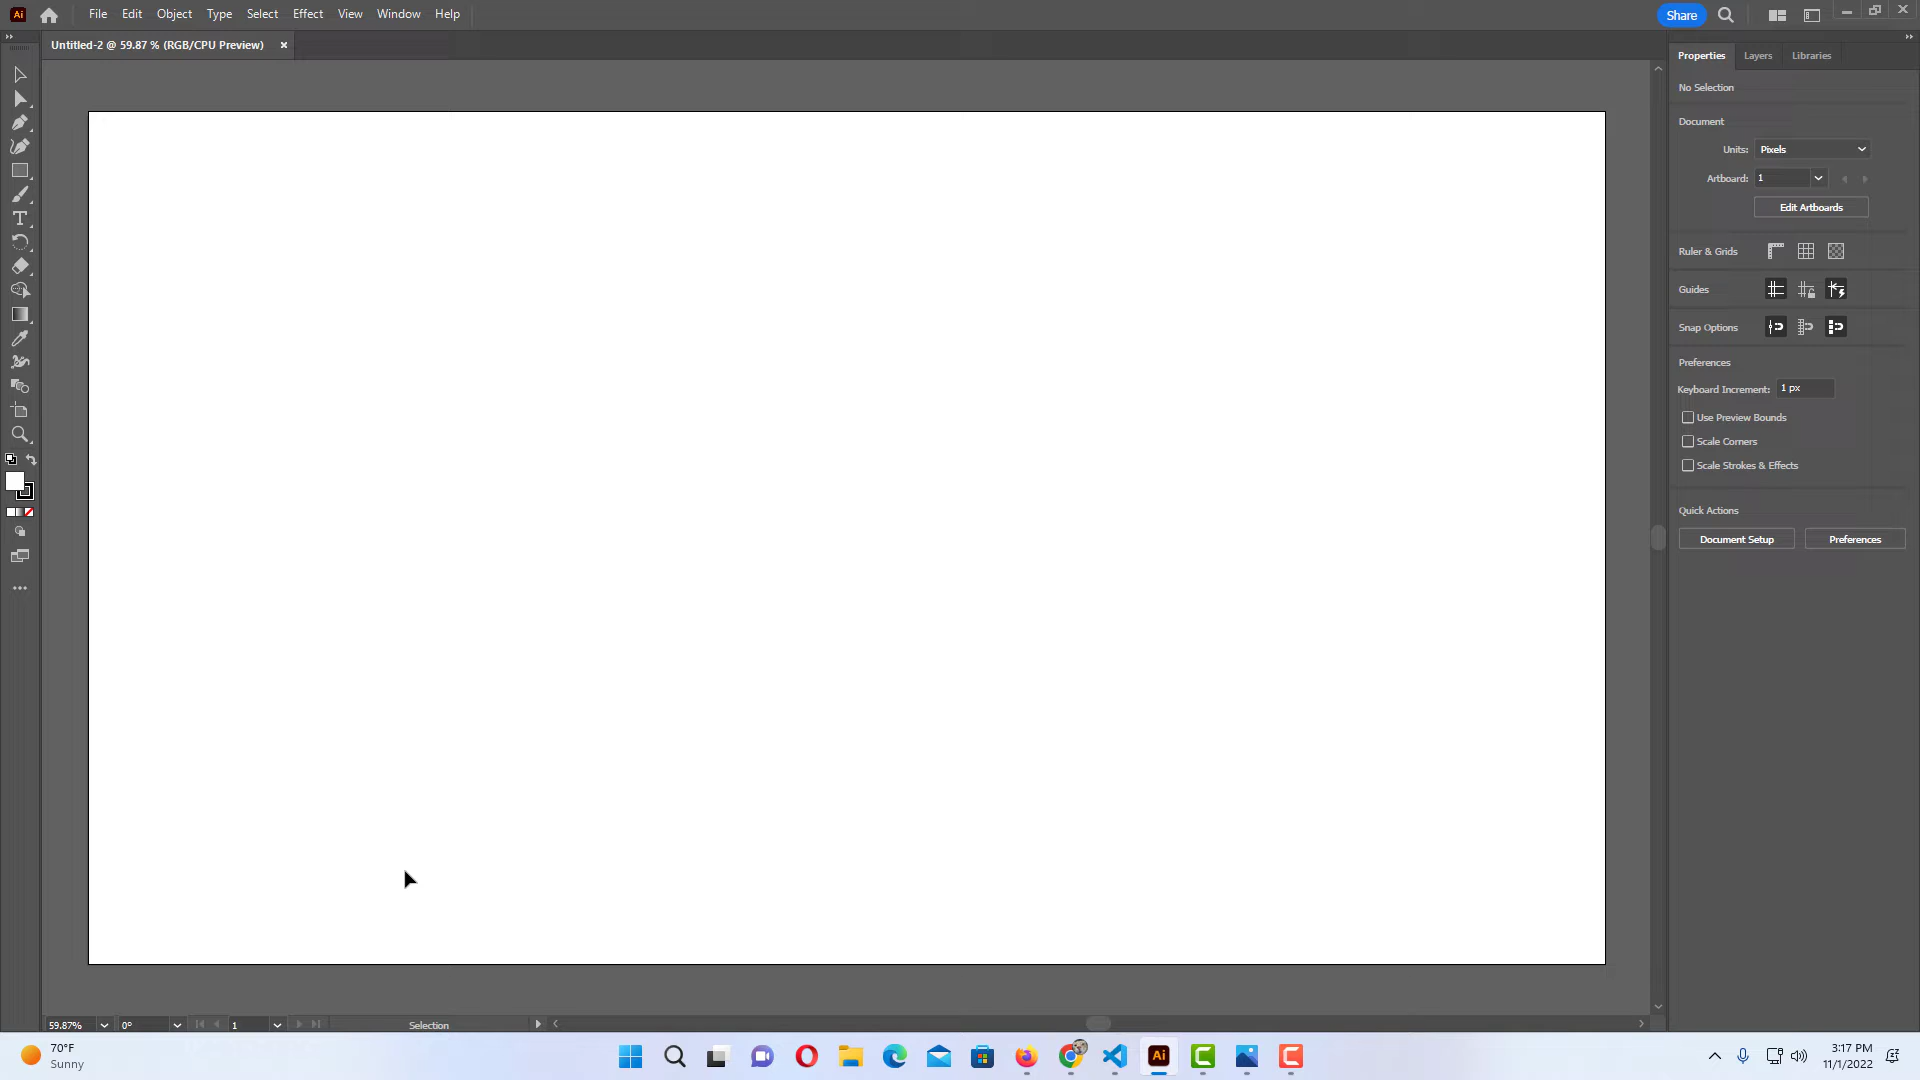 Ai File Edit Object Type Select Effect View Window Help Share
Untitled-2 @ 59.87 % (RGB/CPU Preview) ×
Properties Layers Libraries
No Selection
Document
Units: Pixels
Artboard: 1
Edit Artboards
Ruler & Grids
Guides
Snap Options
Preferences
Keyboard Increment: 1 px
Use Preview Bounds
Scale Corners
Scale Strokes & Effects
Quick Actions
Document Setup Preferences
59.87% 0° 1 Selection
70°F
Sunny
Ai
3:17 PM
11/1/2022